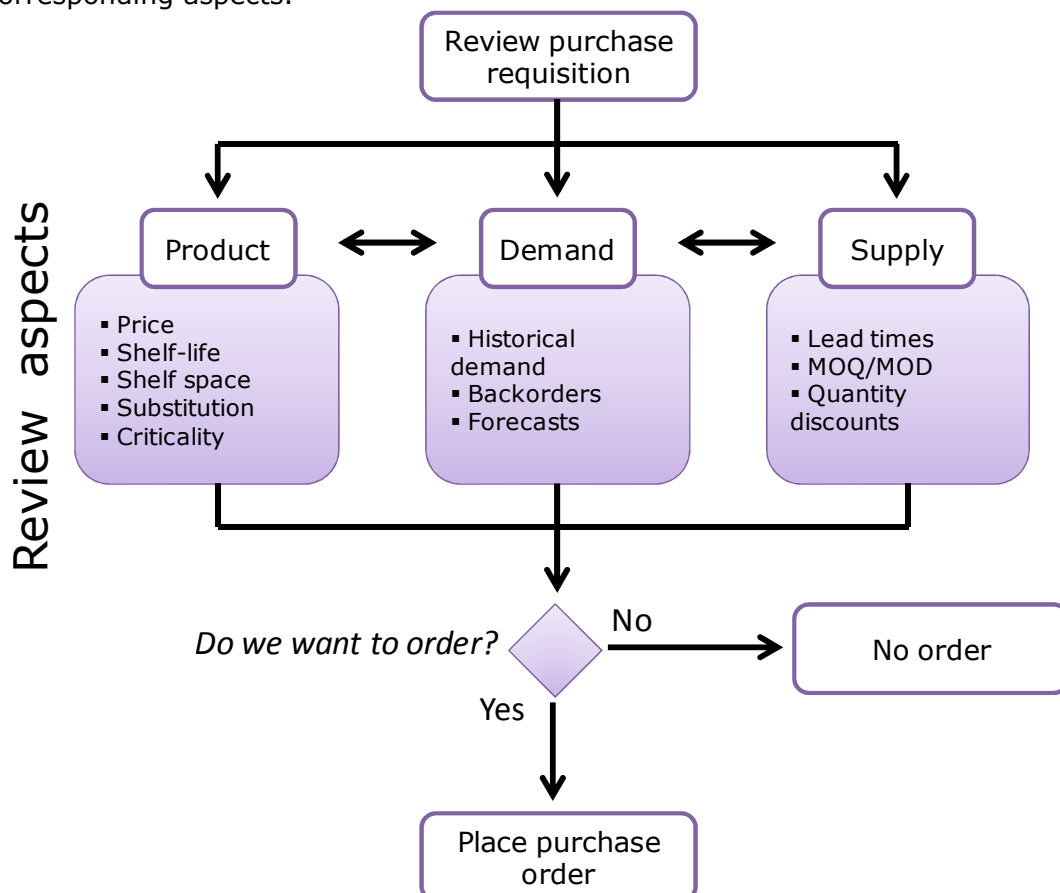 orresponding aspects.
Review purchase
requisition
Review aspects
Product
Demand
Supply
▪ Price
▪ Shelf-life
▪ Shelf space
▪ Substitution
▪ Criticality
▪ Historical
demand
▪ Backorders
▪ Forecasts
▪ Lead times
▪ MOQ/MOD
▪ Quantity
discounts
Do we want to order?
No
No order
Yes
Place purchase
order